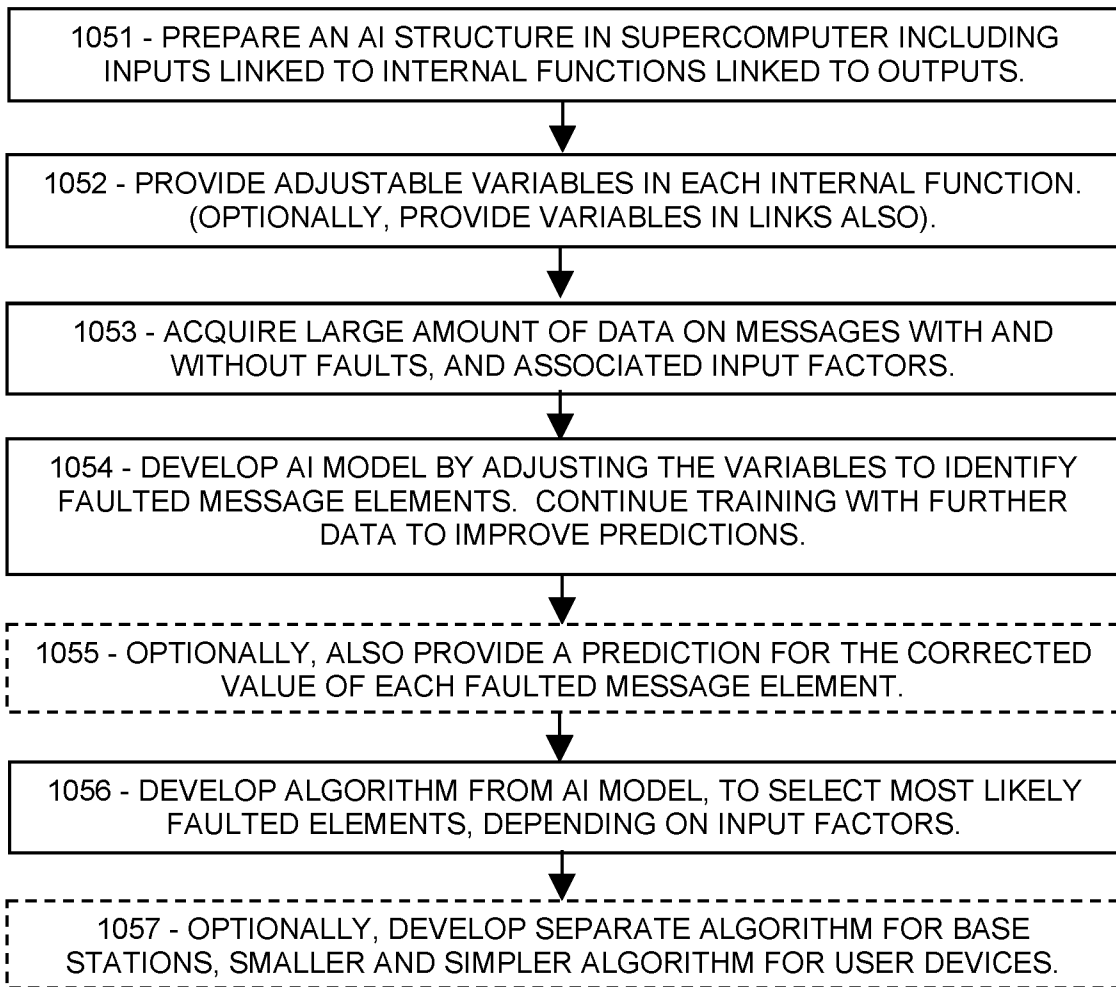 1051 - PREPARE AN AI STRUCTURE IN SUPERCOMPUTER INCLUDING
INPUTS LINKED TO INTERNAL FUNCTIONS LINKED TO OUTPUTS.
1052 - PROVIDE ADJUSTABLE VARIABLES IN EACH INTERNAL FUNCTION.
(OPTIONALLY, PROVIDE VARIABLES IN LINKS ALSO).
1053 - ACQUIRE LARGE AMOUNT OF DATA ON MESSAGES WITH AND
WITHOUT FAULTS, AND ASSOCIATED INPUT FACTORS.
1054 - DEVELOP AI MODEL BY ADJUSTING THE VARIABLES TO IDENTIFY
FAULTED MESSAGE ELEMENTS. CONTINUE TRAINING WITH FURTHER
DATA TO IMPROVE PREDICTIONS.
1055 - OPTIONALLY, ALSO PROVIDE A PREDICTION FOR THE CORRECTED
VALUE OF EACH FAULTED MESSAGE ELEMENT.
1056 - DEVELOP ALGORITHM FROM AI MODEL, TO SELECT MOST LIKELY
FAULTED ELEMENTS, DEPENDING ON INPUT FACTORS.
1057 - OPTIONALLY, DEVELOP SEPARATE ALGORITHM FOR BASE
STATIONS, SMALLER AND SIMPLER ALGORITHM FOR USER DEVICES.